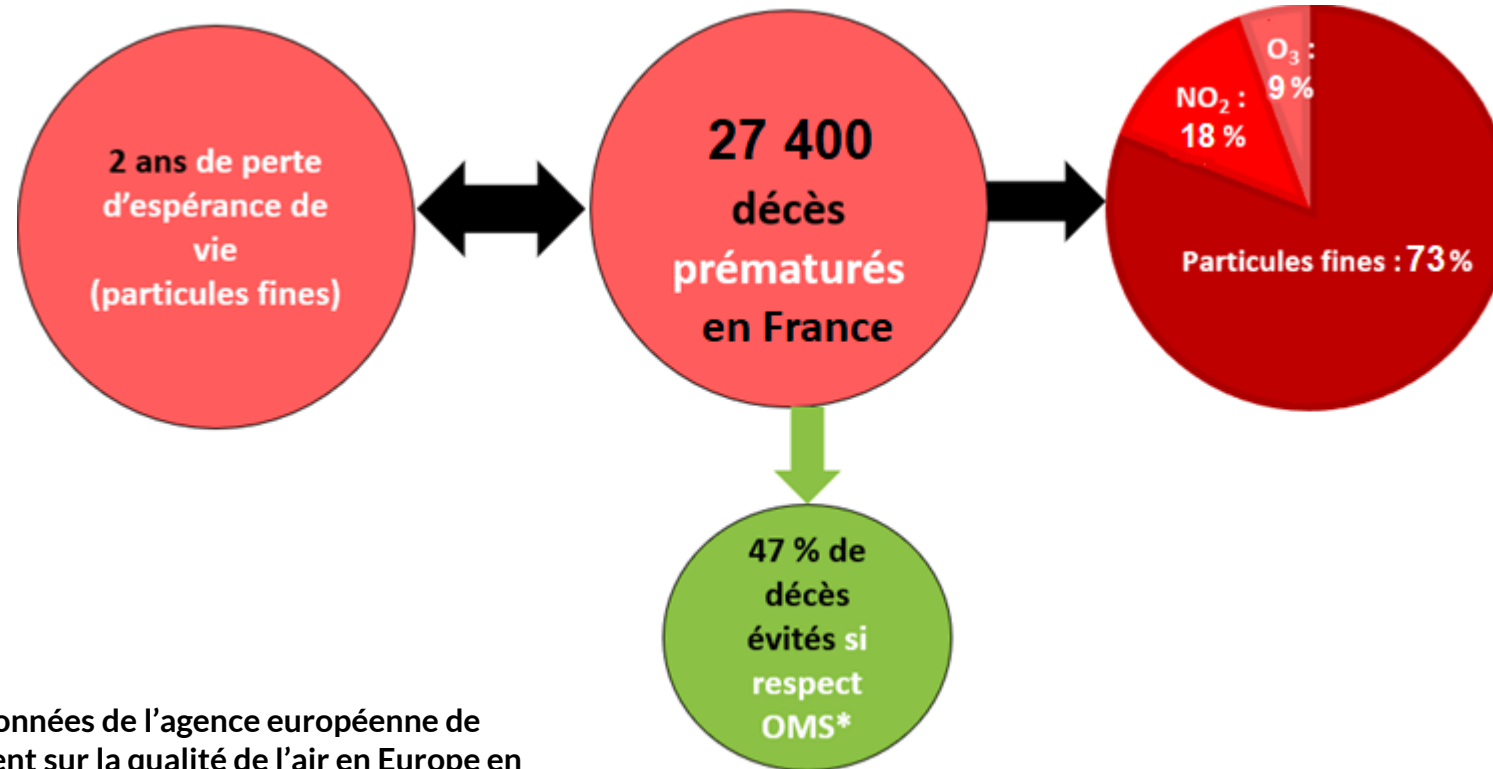 2 ans de perte
d’espérance de
vie
(particules fines)
27 400
décès
prématurés
en France
O₃ :
9 %
NO₂ :
18 %
Particules fines : 73 %
47 % de
décès
évités si
respect
OMS*
de l’agence européenne de
sur la qualité de l’air en Europe en